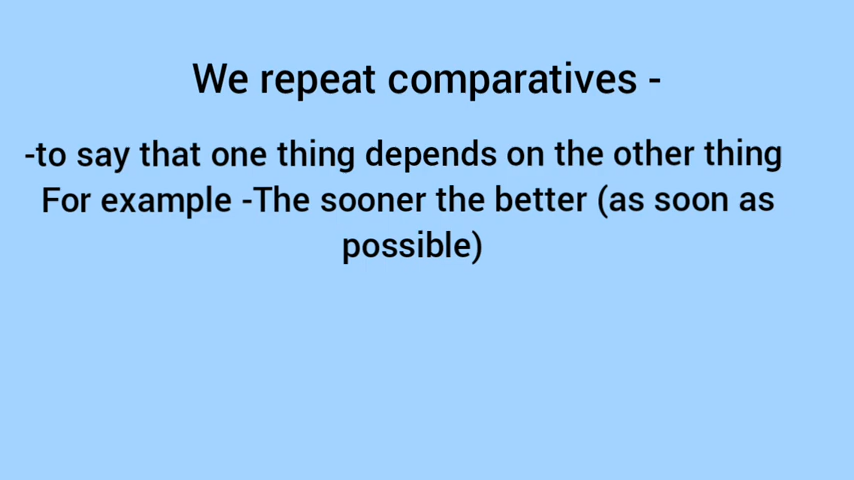 We repeat comparatives -
-to say that one thing depends on the other thing
For example -The sooner the better (as soon as
possible)